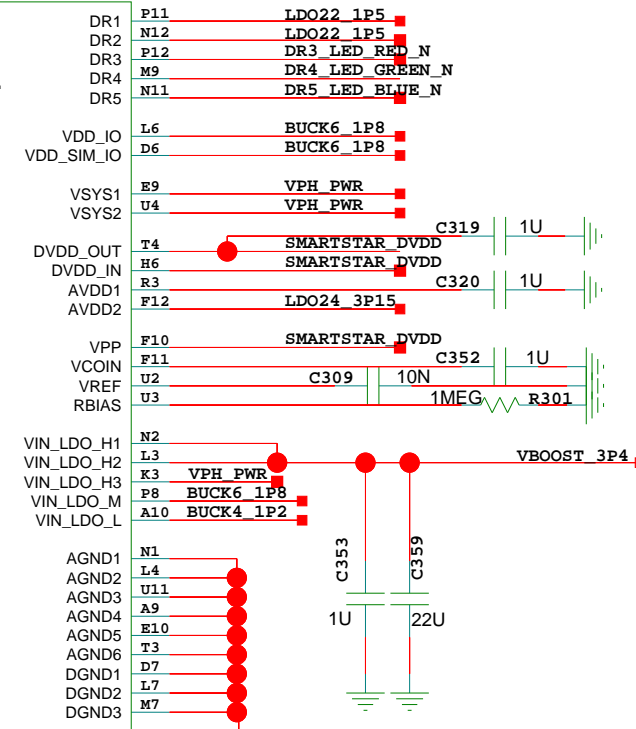 DR1 P11 LDO22_1P5
DR2 N12 LDO22_1P5
DR3 P12 DR3_LED_RED_N
DR4 M9 DR4_LED_GREEN_N
DR5 N11 DR5_LED_BLUE_N
VDD_IO L6 BUCK6_1P8
VDD_SIM_IO D6 BUCK6_1P8
VSYS1 E9 VPH_PWR
VSYS2 U4 VPH_PWR
C319 1U
DVDD_OUT T4 SMARTSTAR_DVDD
DVDD_IN H6 SMARTSTAR_DVDD
AVDD1 R3 C320 1U
AVDD2 F12 LDO24_3P15
VPP F10 SMARTSTAR_DVDD
VCOIN F11 C352 1U
VREF U2 C309 10N
RBIAS U3 1MEG R301
VIN_LDO_H1 N2
VIN_LDO_H2 L3 VBOOST_3P4
VIN_LDO_H3 K3 VPH_PWR
VIN_LDO_M P8 BUCK6_1P8
VIN_LDO_L A10 BUCK4_1P2
C353 C359
1U 22U
AGND1 N1
AGND2 L4
AGND3 U11
AGND4 A9
AGND5 E10
AGND6 T3
DGND1 D7
DGND2 L7
DGND3 M7